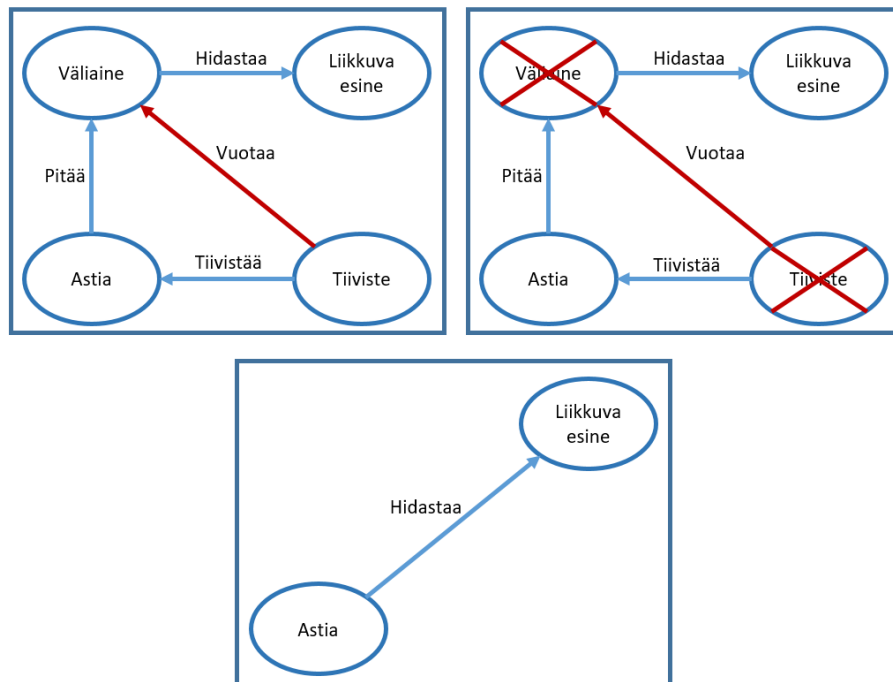 Väliaine
Hidastaa
Liikkuva
esine
Vuotaa
Pitää
Astia
Tiivistää
Tiiviste
Väliaine
Hidastaa
Liikkuva
esine
Vuotaa
Pitää
Astia
Tiivistää
Tiiviste
Liikkuva
esine
Hidastaa
Astia